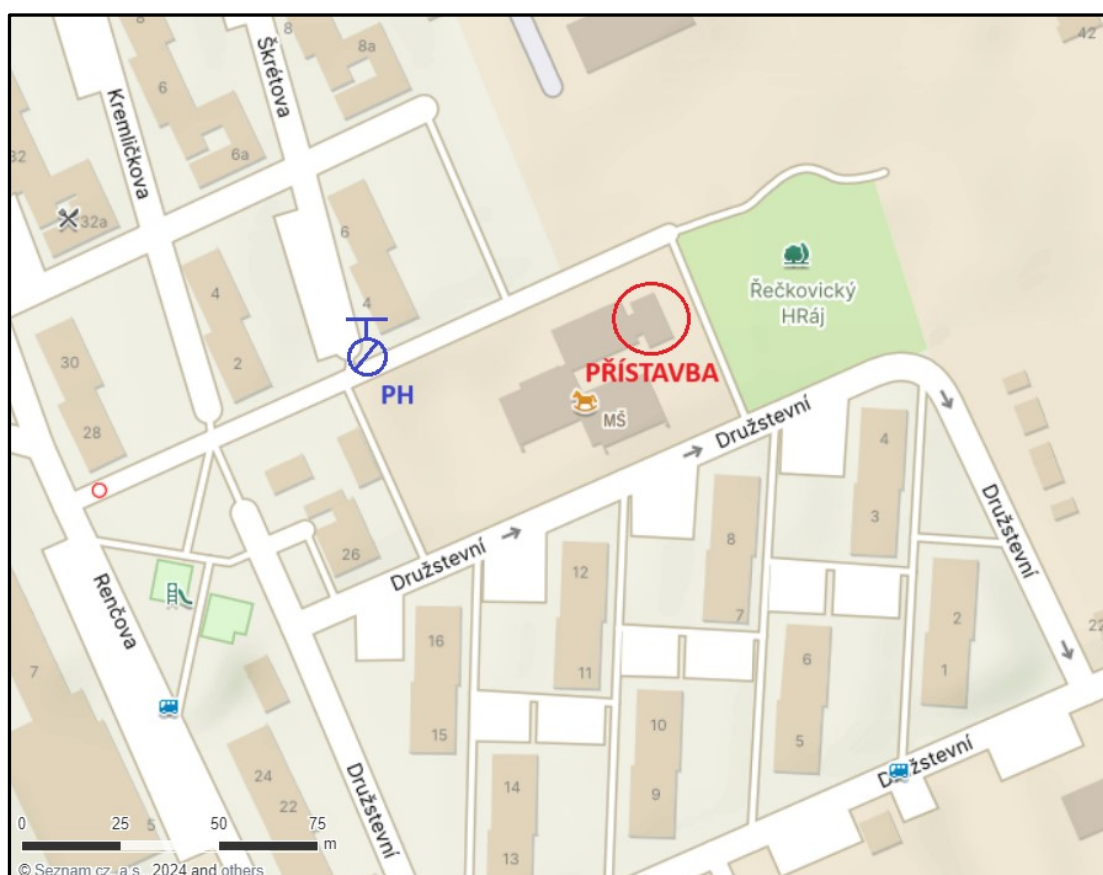 8
6
Škrétova
8
8a
42
Kremličkova
6a
32
32a
6
4
4
2
Řečkovický
HRáj
30
28
PH
PŘÍSTAVBA
MŠ
Družstevní
4
3
26
Družstevní
12
8
7
Družstevní
Renčova
16
11
2
1
22
7
15
6
5
10
9
Družstevní
24
22
14
13
Družstevní
0 25 50 75
m
5
© Seznam.cz, a.s., 2024 and others